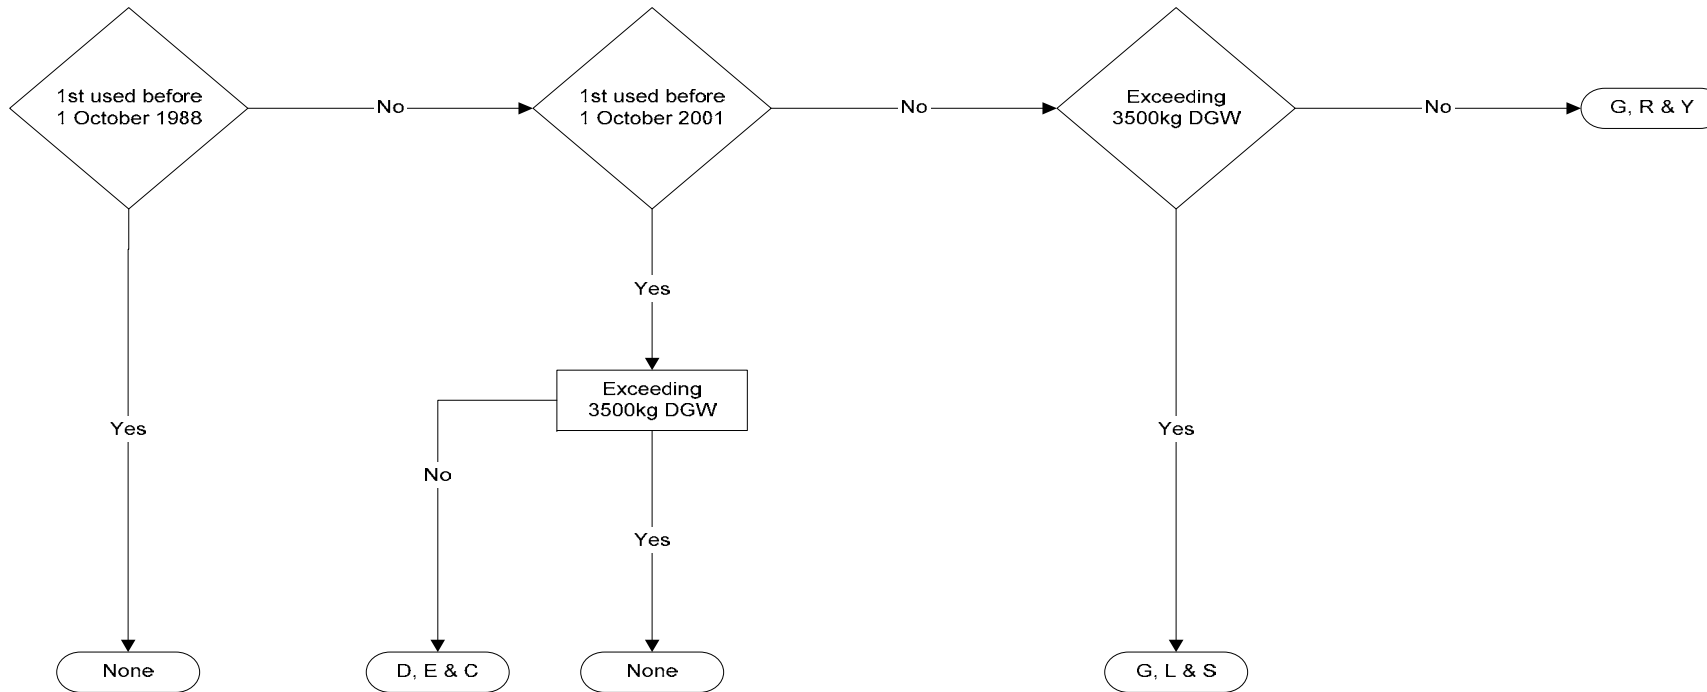 1st used before
1 October 1988
No
1st used before
1 October 2001
No
Exceeding
3500kg DGW
No
G, R & Y
Yes
Exceeding
3500kg DGW
Yes
Yes
No
Yes
None
D, E & C
None
G, L & S